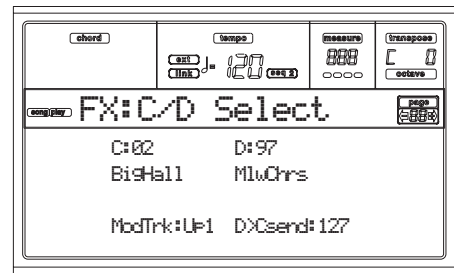 chord tempo measure transpose
ext link ♩= 120 seq 2 888 C 0
octave
song play FX:C/D Select page
C:02 D:97
BigHall MlwChrs
ModTrk:Up1 D>Csend:127